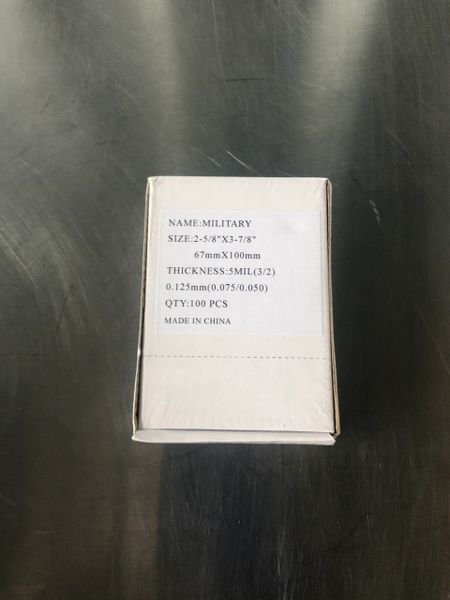 NAME:MILITARY
SIZE:2-5/8"X3-7/8"
67mmX100mm
THICKNESS:5MIL(3/2)
0.125mm(0.075/0.050)
QTY:100 PCS
MADE IN CHINA